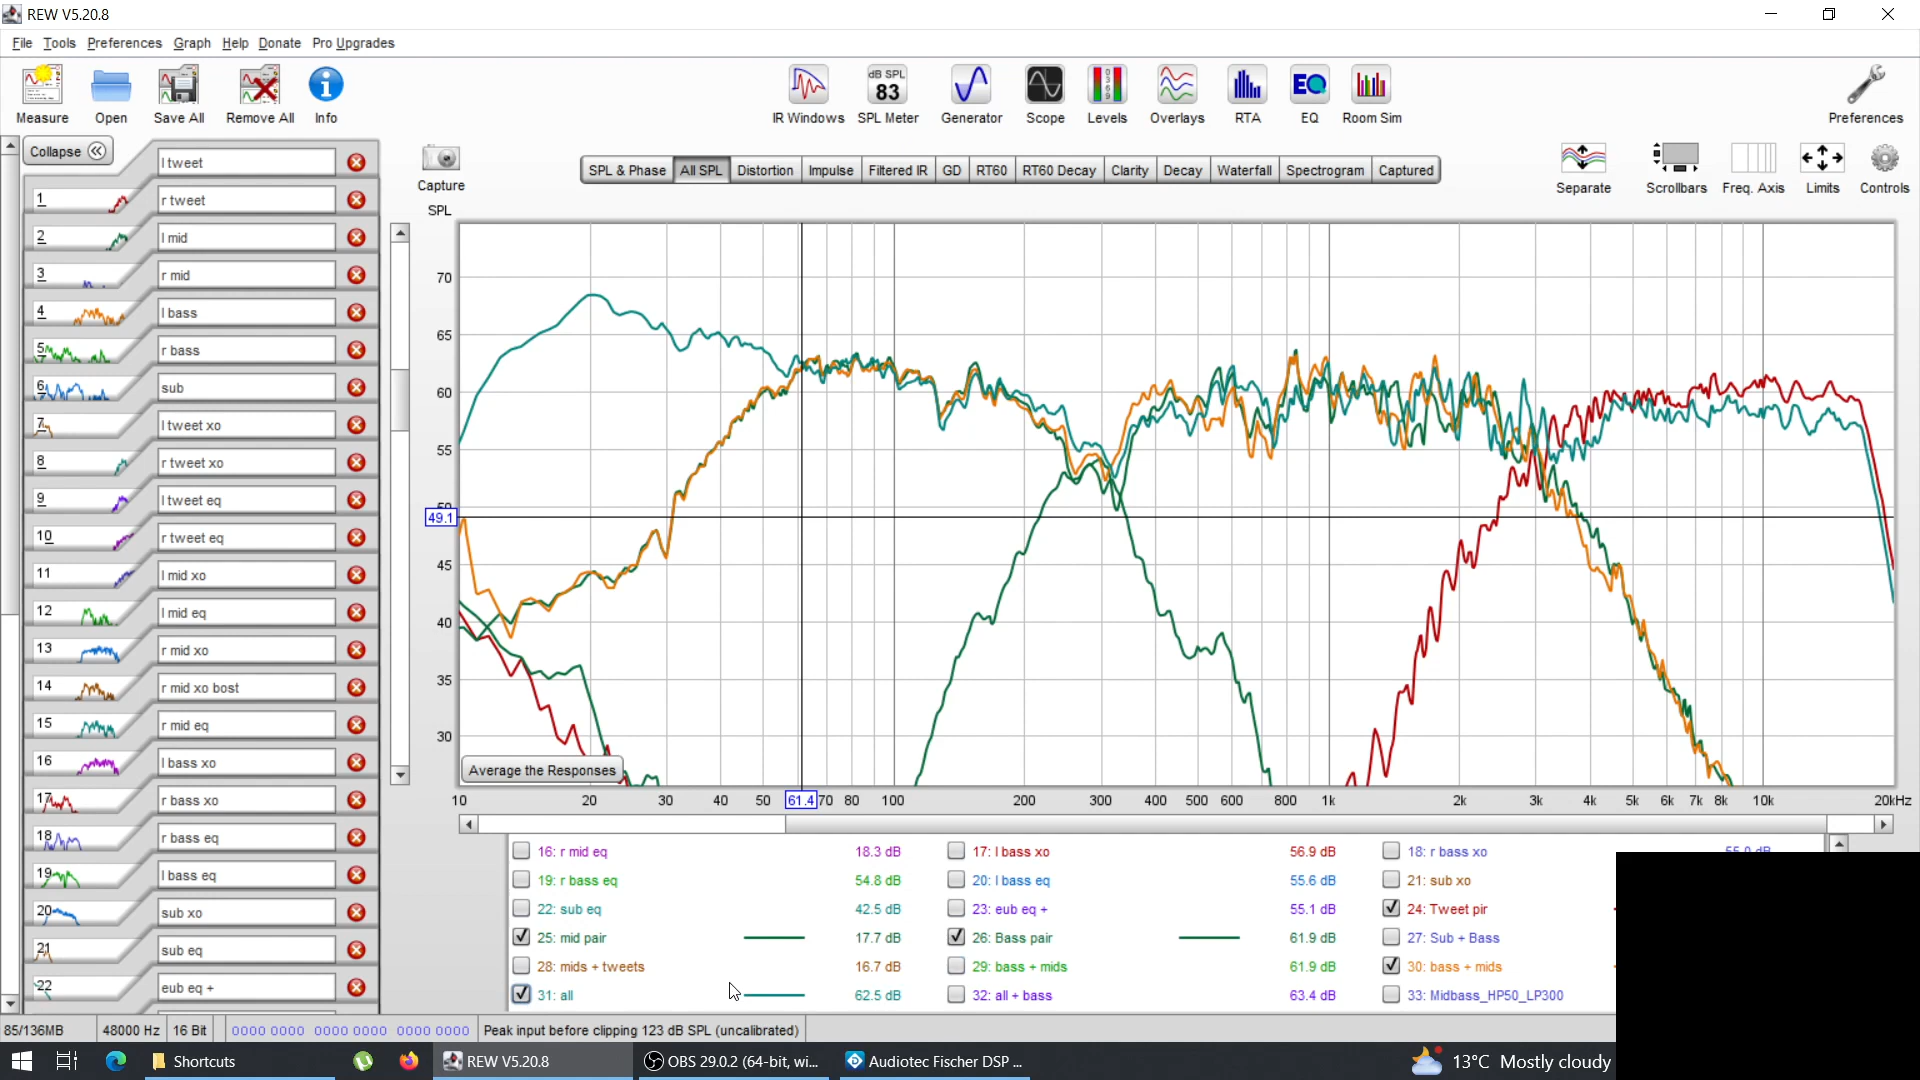 REW V5.20.8
File Tools Preferences Graph Help Donate Pro Upgrades
dB SPL
83
EQ
Measure Open Save All Remove All Info IR Windows SPL Meter Generator Scope Levels Overlays RTA EQ Room Sim Preferences
Collapse
Capture
SPL & Phase All SPL Distortion Impulse Filtered IR GD RT60 RT60 Decay Clarity Decay Waterfall Spectrogram Captured
Separate Scrollbars Freq. Axis Limits Controls
SPL
l tweet
1 r tweet
2 l mid
3 r mid
4 l bass
5 r bass
6 sub
7 l tweet xo
8 r tweet xo
9 l tweet eq
10 r tweet eq
11 l mid xo
12 l mid eq
13 r mid xo
14 r mid xo bost
15 r mid eq
16 l bass xo
17 r bass xo
18 r bass eq
19 l bass eq
20 sub xo
21 sub eq
22 eub eq +
70
65
60
55
50
49.1
45
40
35
30
Average the Responses
10 20 30 40 50 61.4 70 80 100 200 300 400 500 600 800 1k 2k 3k 4k 5k 6k 7k 8k 10k 20kHz
16: r mid eq 18.3 dB 17: l bass xo 56.9 dB 18: r bass xo 55.0 dB
19: r bass eq 54.8 dB 20: l bass eq 55.6 dB 21: sub xo
22: sub eq 42.5 dB 23: eub eq + 55.1 dB 24: Tweet pir
25: mid pair 17.7 dB 26: Bass pair 61.9 dB 27: Sub + Bass
28: mids + tweets 16.7 dB 29: bass + mids 61.9 dB 30: bass + mids
31: all 62.5 dB 32: all + bass 63.4 dB 33: Midbass_HP50_LP300
85/136MB 48000 Hz 16 Bit 0000 0000 0000 0000 0000 0000 Peak input before clipping 123 dB SPL (uncalibrated)
Shortcuts REW V5.20.8 OBS 29.0.2 (64-bit, wi... Audiotec Fischer DSP ... 13°C Mostly cloudy